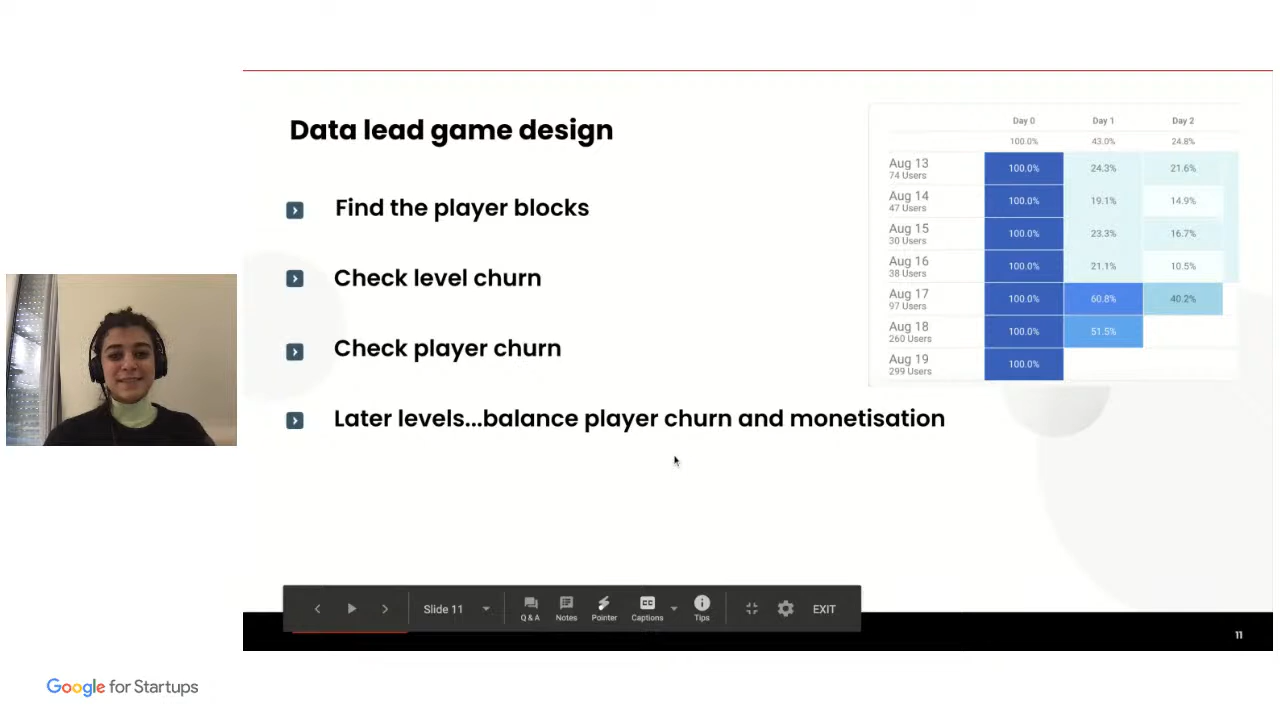 Data lead game design
Find the player blocks
Check level churn
Check player churn
Later levels...balance player churn and monetisation
Day 0 Day 1 Day 2
100.0% 43.0% 24.8%
Aug 13 100.0% 24.3% 21.6%
74 Users
Aug 14 100.0% 19.1% 14.9%
47 Users
Aug 15 100.0% 23.3% 16.7%
30 Users
Aug 16 100.0% 21.1% 10.5%
38 Users
Aug 17 100.0% 60.8% 40.2%
97 Users
Aug 18 100.0% 51.5%
260 Users
Aug 19 100.0%
299 Users
Slide 11 Q & A Notes Pointer CC Captions Tips EXIT
11
Google for Startups